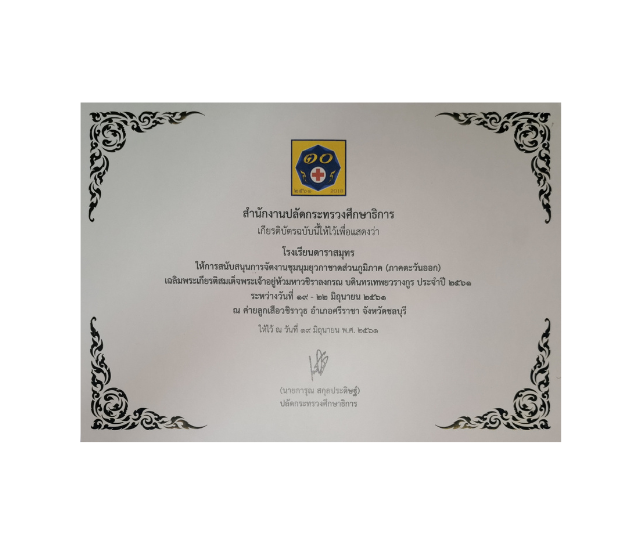 ๑๐
๒๕๖๑
สำนักงานปลัดกระทรวงศึกษาธิการ
เกียรติบัตรฉบับนี้ให้ไว้เพื่อแสดงว่า
โรงเรียนดาราสมุทร
ให้การสนับสนุนการจัดงานชุมนุมยุวกาชาดส่วนภูมิภาค (ภาคตะวันออก)
เฉลิมพระเกียรติสมเด็จพระเจ้าอยู่หัวมหาวชิราลงกรณ บดินทรเทพยวรางกูร ประจำปี ๒๕๖๑
ระหว่างวันที่ ๑๙ - ๒๒ มิถุนายน ๒๕๖๑
ณ ค่ายลูกเสือวชิราวุธ อำเภอศรีราชา จังหวัดชลบุรี
ให้ไว้ ณ วันที่ ๑๙ มิถุนายน พ.ศ. ๒๕๖๑
(นายการุณ สกุลประดิษฐ์)
ปลัดกระทรวงศึกษาธิการ